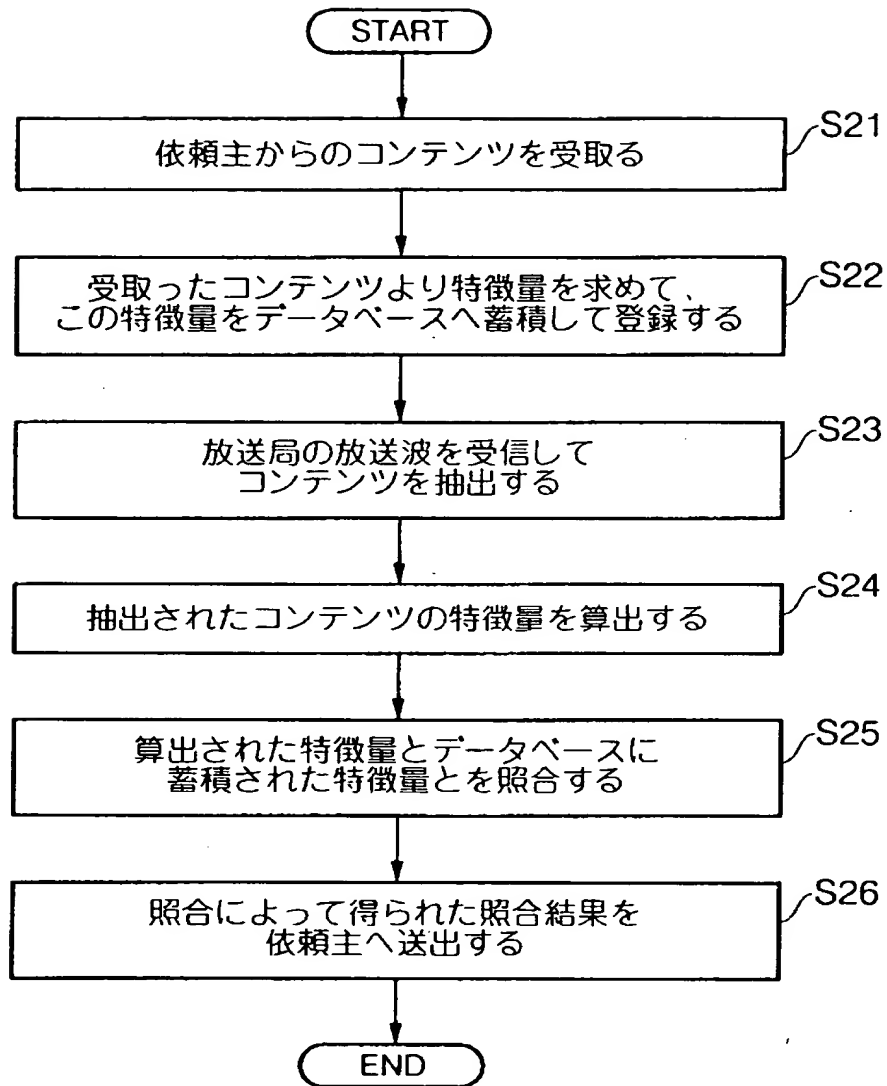 START
依頼主からのコンテンツを受取る
S21
受取ったコンテンツより特徴量を求めて、
この特徴量をデータベースへ蓄積して登録する
S22
放送局の放送波を受信して
コンテンツを抽出する
S23
抽出されたコンテンツの特徴量を算出する
S24
算出された特徴量とデータベースに
蓄積された特徴量とを照合する
S25
照合によって得られた照合結果を
依頼主へ送出する
S26
END